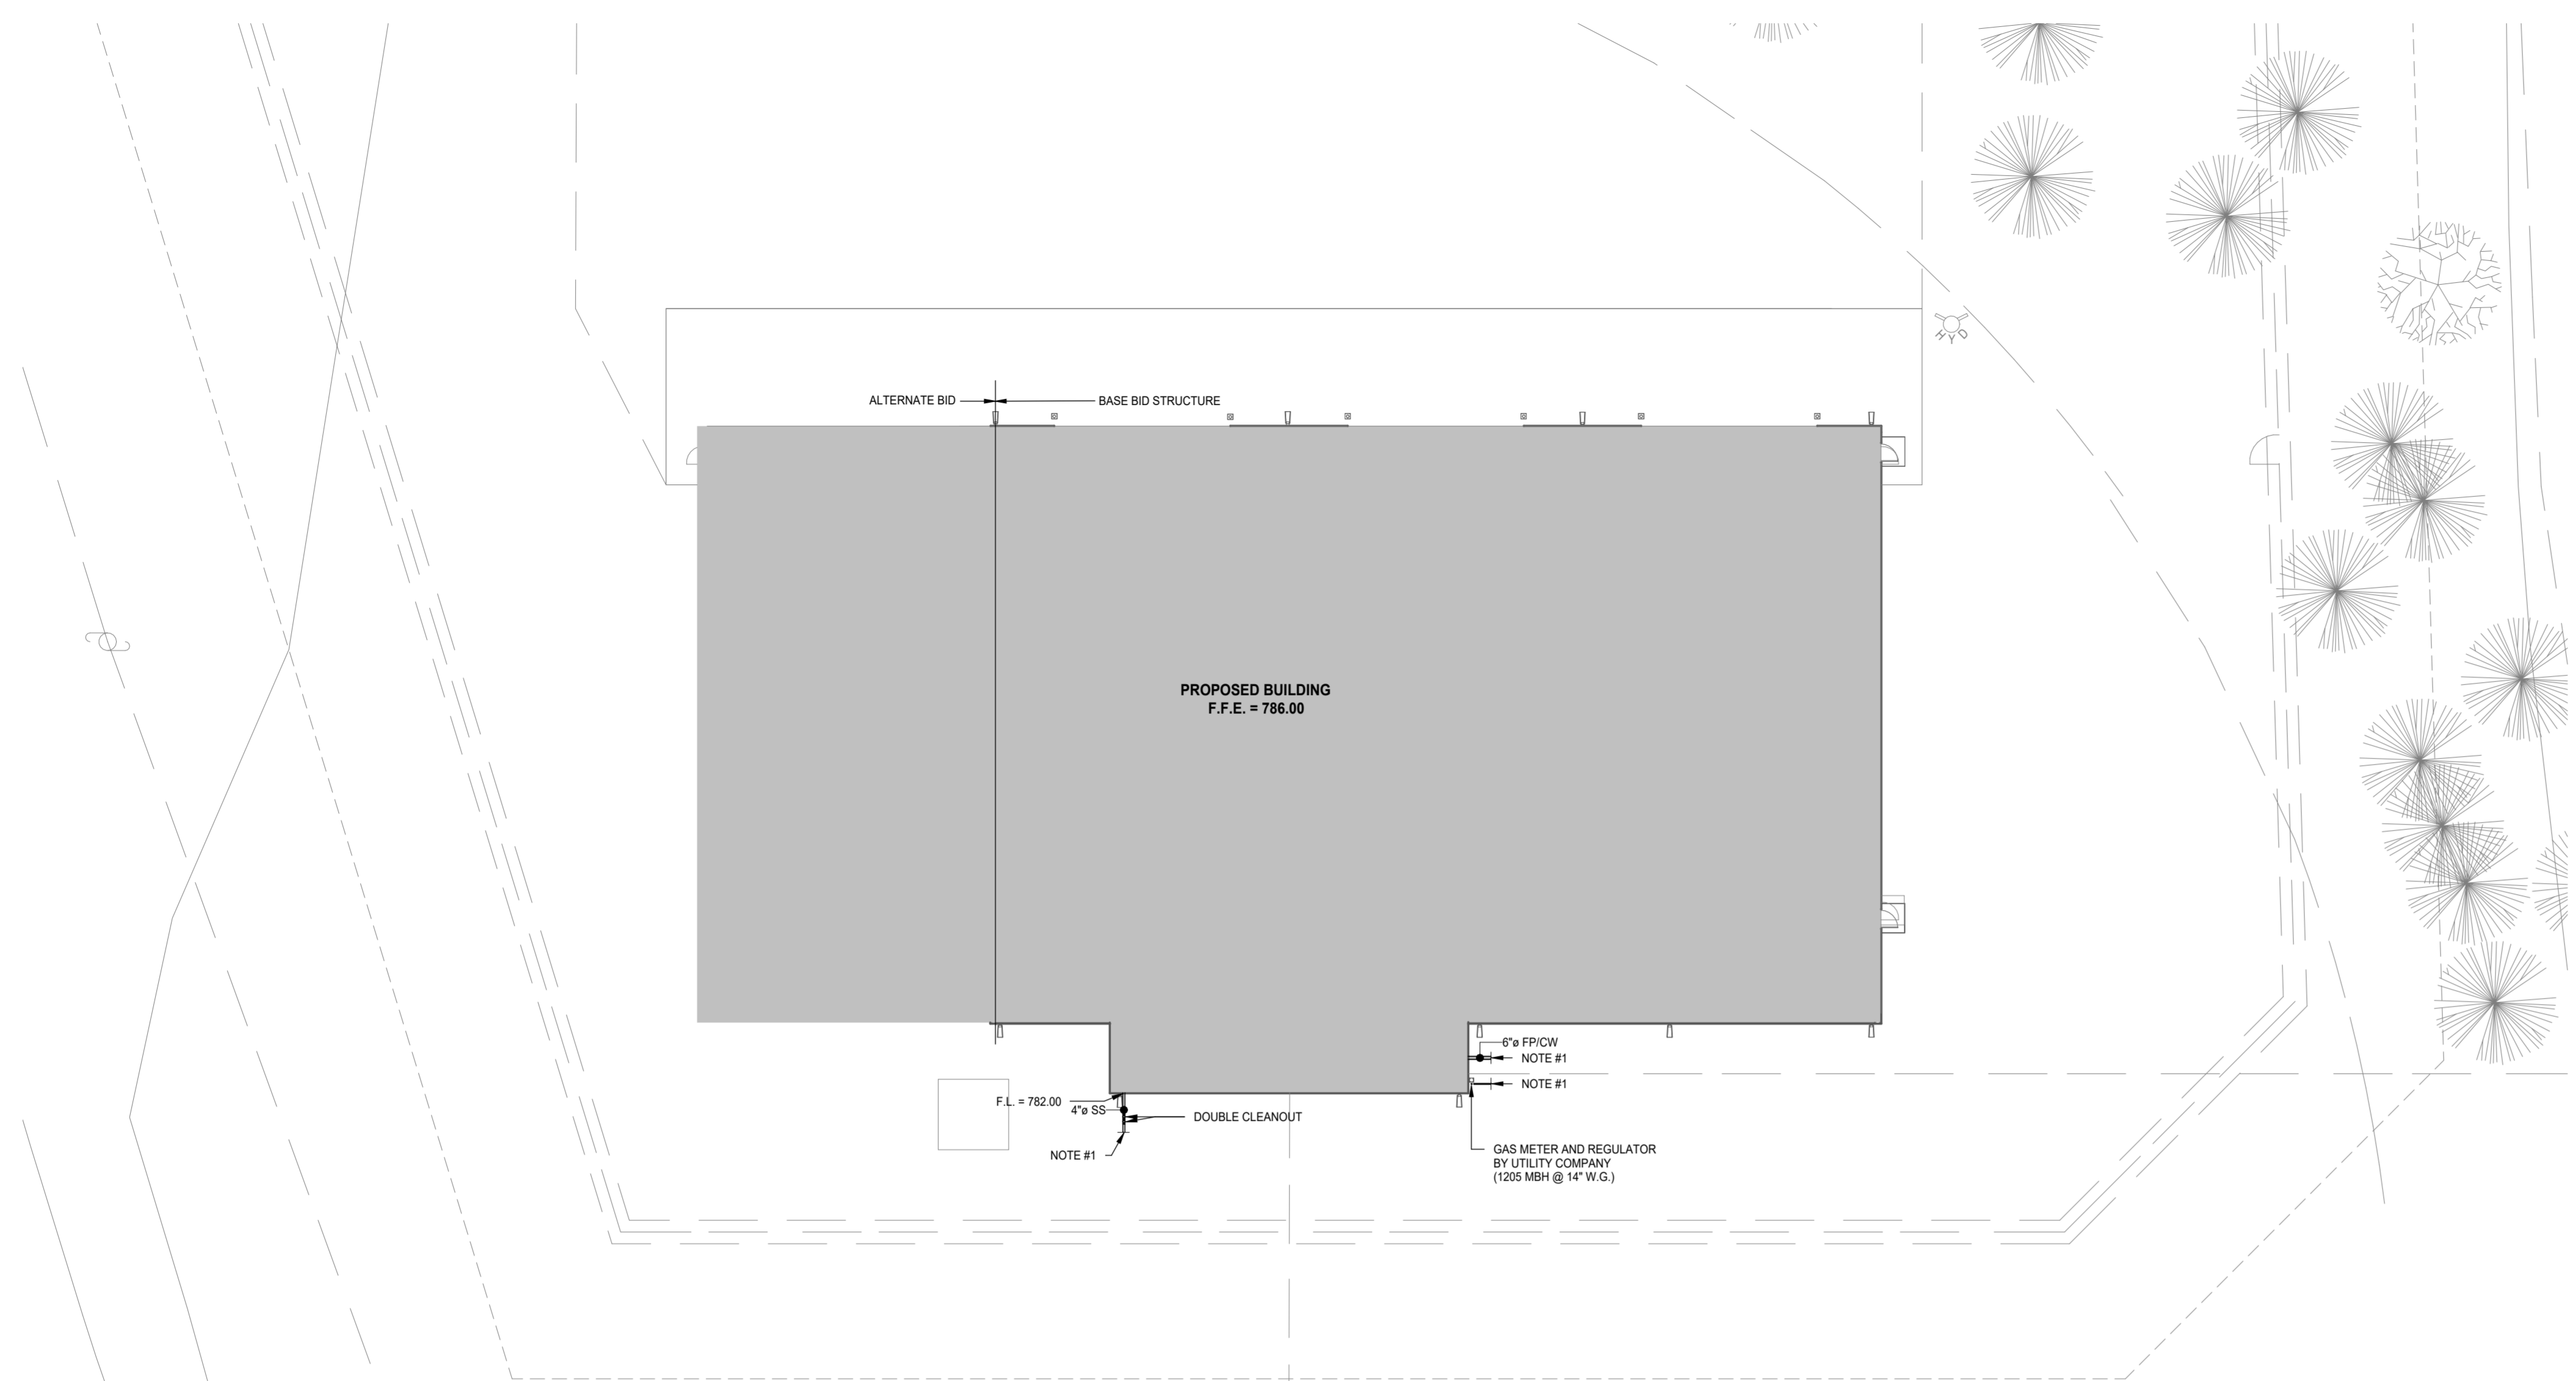 HYD
ALTERNATE BID
BASE BID STRUCTURE
PROPOSED BUILDING
F.F.E. = 786.00
6"ø FP/CW
NOTE #1
NOTE #1
F.L. = 782.00
4"ø SS
DOUBLE CLEANOUT
NOTE #1
GAS METER AND REGULATOR
BY UTILITY COMPANY
(1205 MBH @ 14" W.G.)